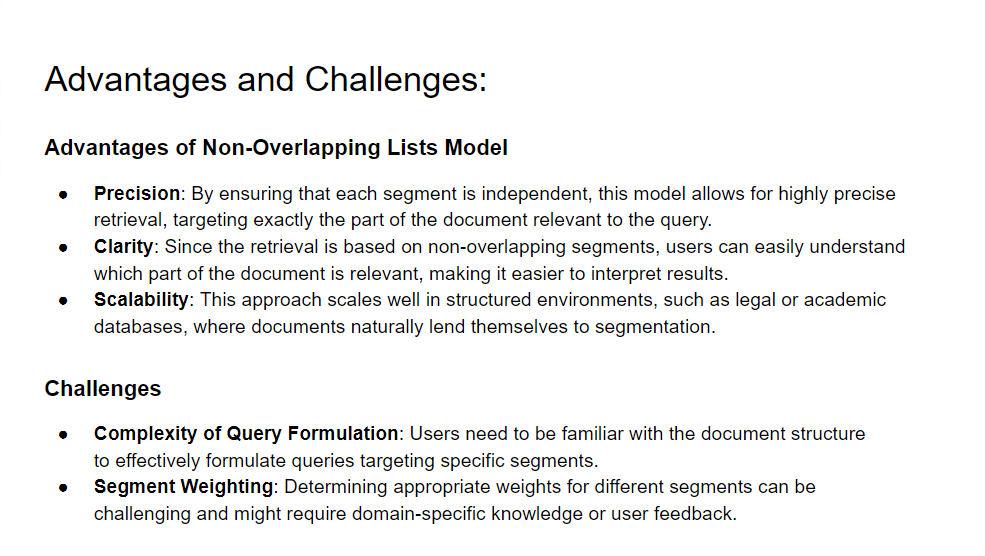 Advantages and Challenges:
Advantages of Non-Overlapping Lists Model
● Precision: By ensuring that each segment is independent, this model allows for highly precise
retrieval, targeting exactly the part of the document relevant to the query.
● Clarity: Since the retrieval is based on non-overlapping segments, users can easily understand
which part of the document is relevant, making it easier to interpret results.
● Scalability: This approach scales well in structured environments, such as legal or academic
databases, where documents naturally lend themselves to segmentation.
Challenges
● Complexity of Query Formulation: Users need to be familiar with the document structure
to effectively formulate queries targeting specific segments.
● Segment Weighting: Determining appropriate weights for different segments can be
challenging and might require domain-specific knowledge or user feedback.